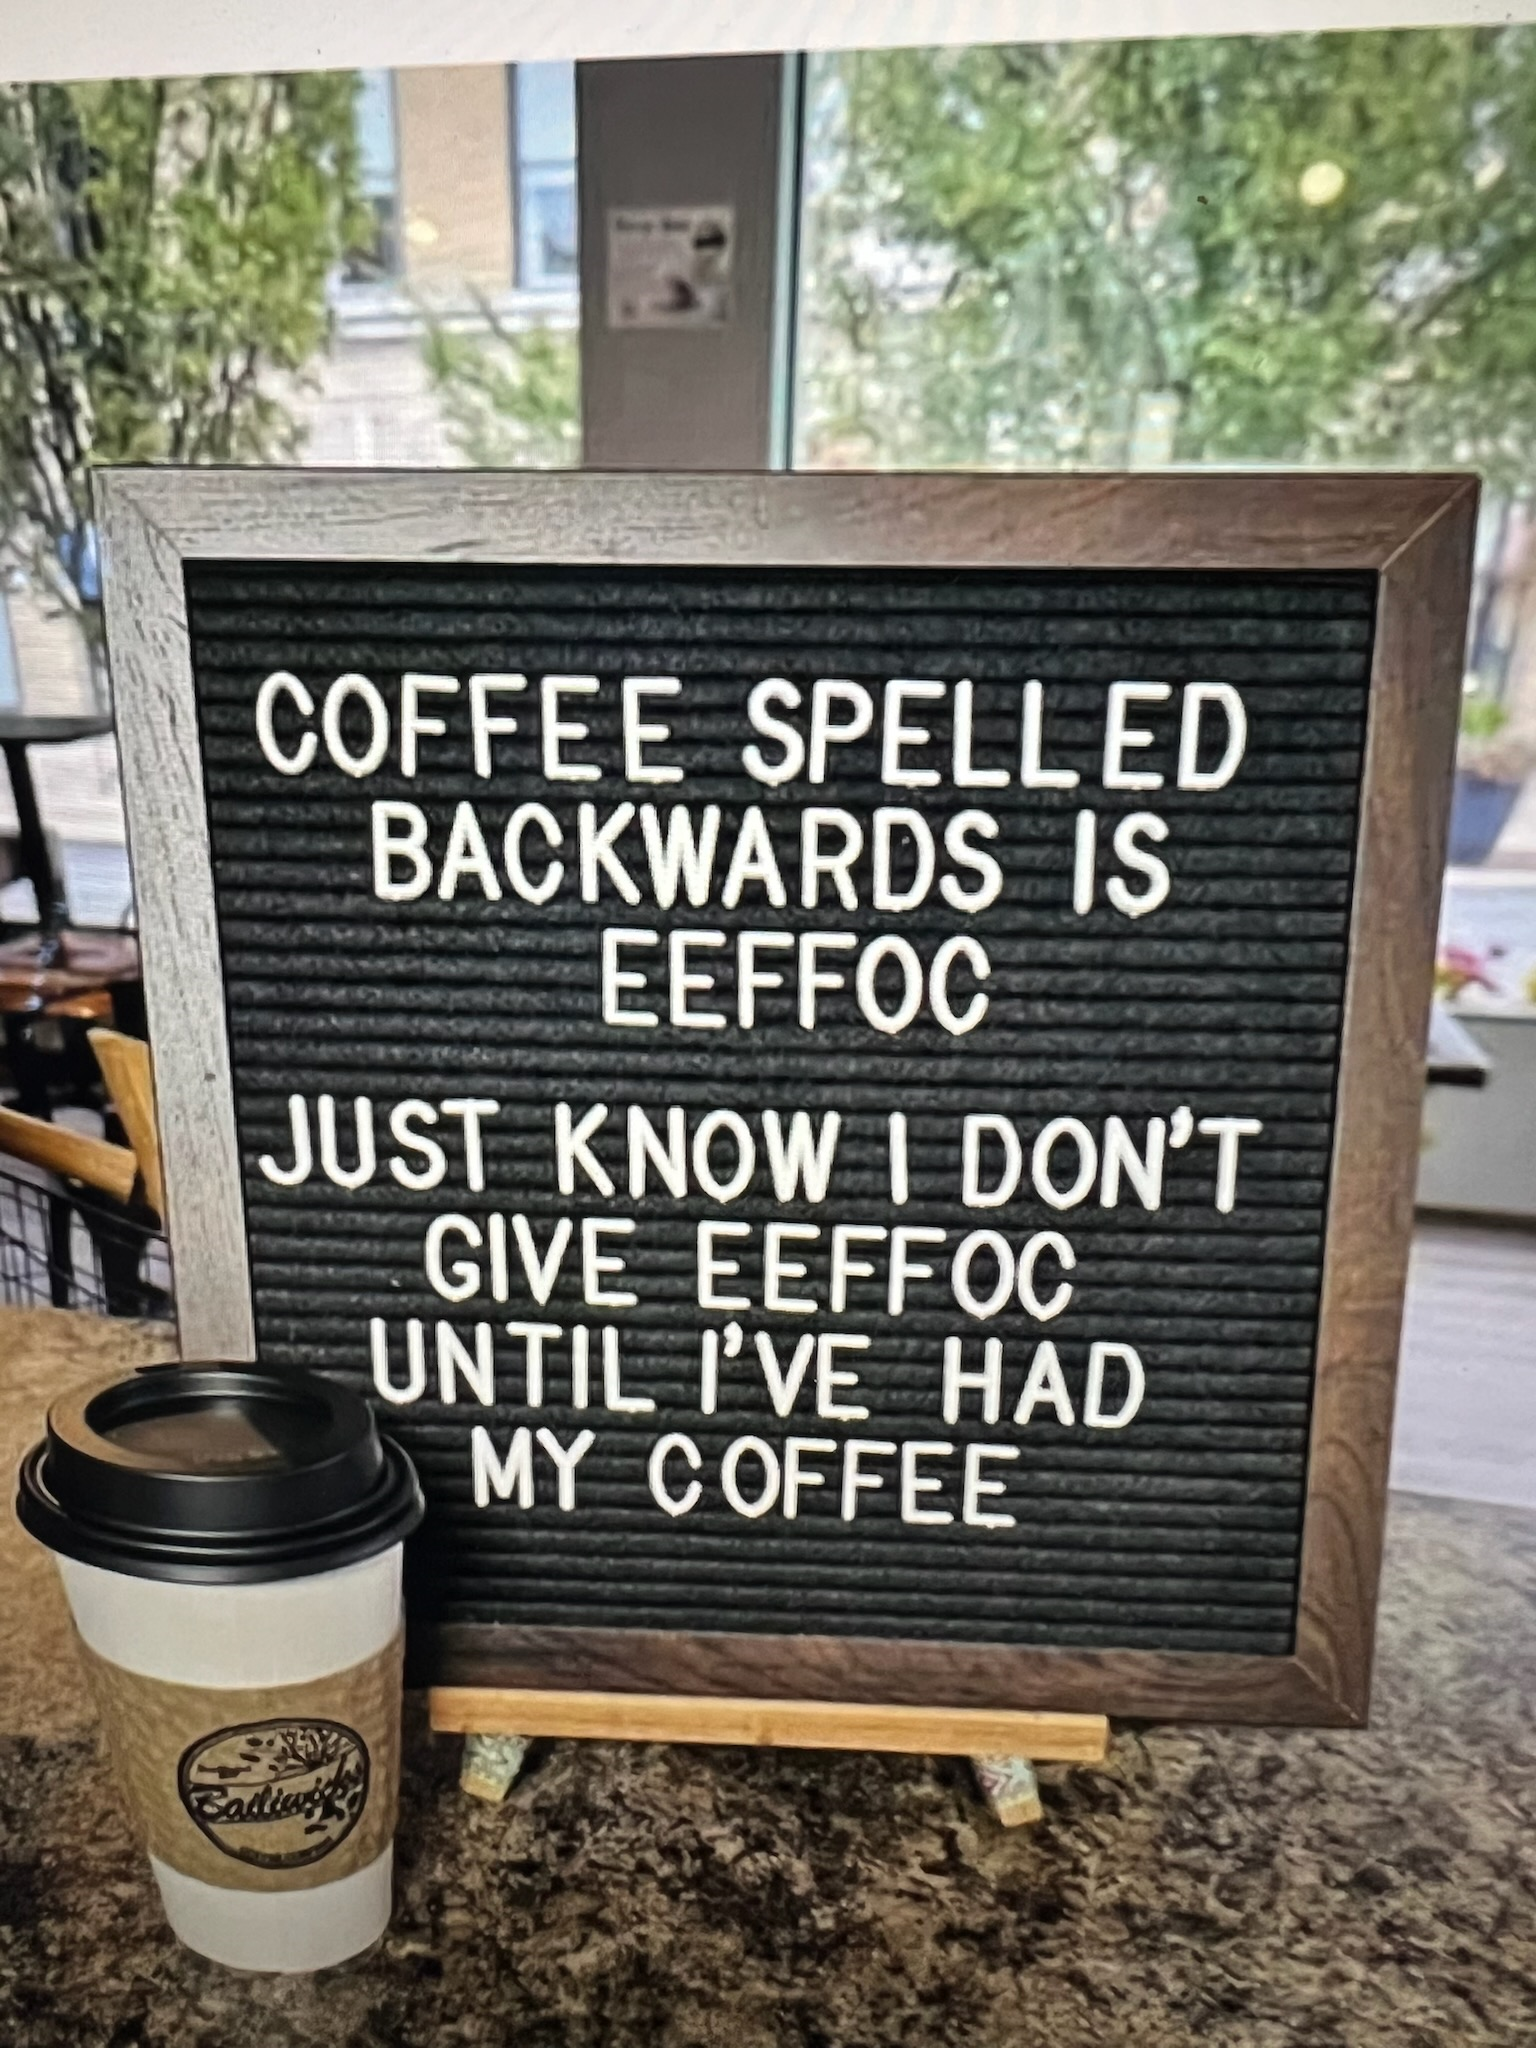 COFFEE SPELLED
BACKWARDS IS
EEFFOC
JUST KNOW I DON'T
GIVE EEFFOC
UNTIL I'VE HAD
MY COFFEE